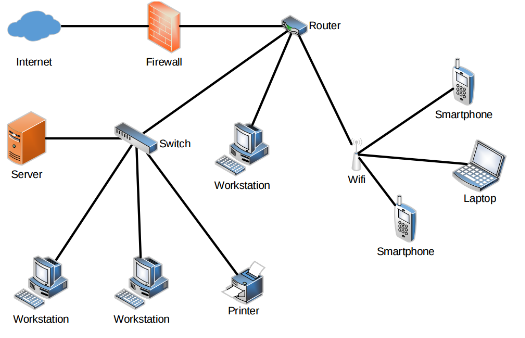 Router
Internet
Firewall
Smartphone
Switch
Server
Workstation
Wifi
Laptop
Smartphone
Workstation
Workstation
Printer